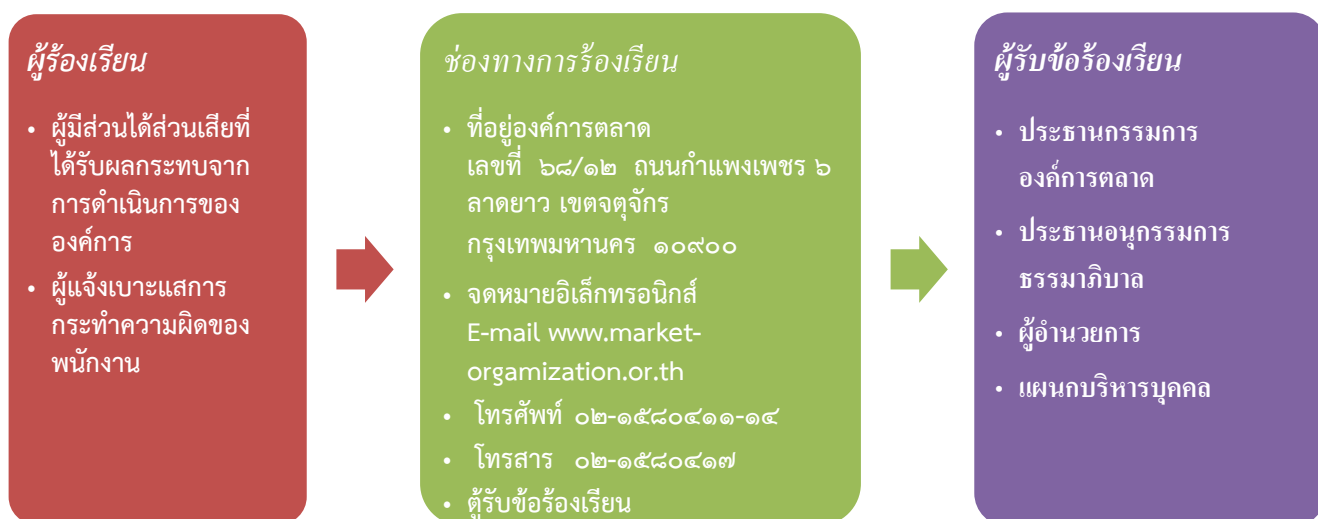 ผู้ร้องเรียน
• ผู้มีส่วนได้ส่วนเสียที่
ได้รับผลกระทบจาก
การดำเนินการของ
องค์การ
• ผู้แจ้งเบาะแสการ
กระทำความผิดของ
พนักงาน
ช่องทางการร้องเรียน
• ที่อยู่องค์การตลาด
เลขที่ ๖๘/๑๒ ถนนกำแพงเพชร ๖
ลาดยาว เขตจตุจักร
กรุงเทพมหานคร ๑๐๙๐๐
• จดหมายอิเล็กทรอนิกส์
E-mail www.market-
orgamization.or.th
• โทรศัพท์ ๐๒-๑๕๘๐๔๑๑-๑๔
• โทรสาร ๐๒-๑๕๘๐๔๑๗
• ตู้รับข้อร้องเรียน
ผู้รับข้อร้องเรียน
• ประธานกรรมการ
องค์การตลาด
• ประธานอนุกรรมการ
ธรรมาภิบาล
• ผู้อำนวยการ
• แผนกบริหารบุคคล